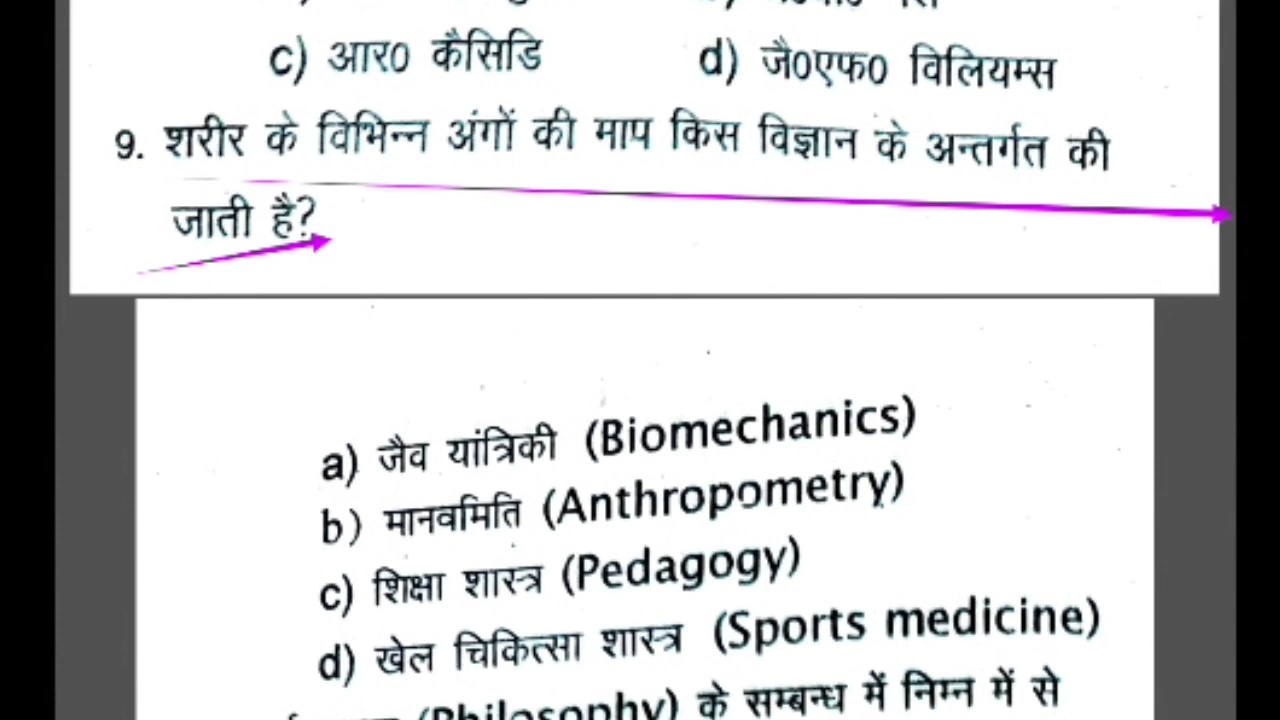 c) आर0 कैसिडि d) जै0एफ0 विलियम्स
9. शरीर के विभिन्न अंगों की माप किस विज्ञान के अन्तर्गत की
जाती है?
a) जैव यांत्रिकी (Biomechanics)
b) मानवमिति (Anthropometry)
c) शिक्षा शास्त्र (Pedagogy)
d) खेल चिकित्सा शास्त्र (Sports medicine)
(Philosophy) के सम्बन्ध में निम्न में से